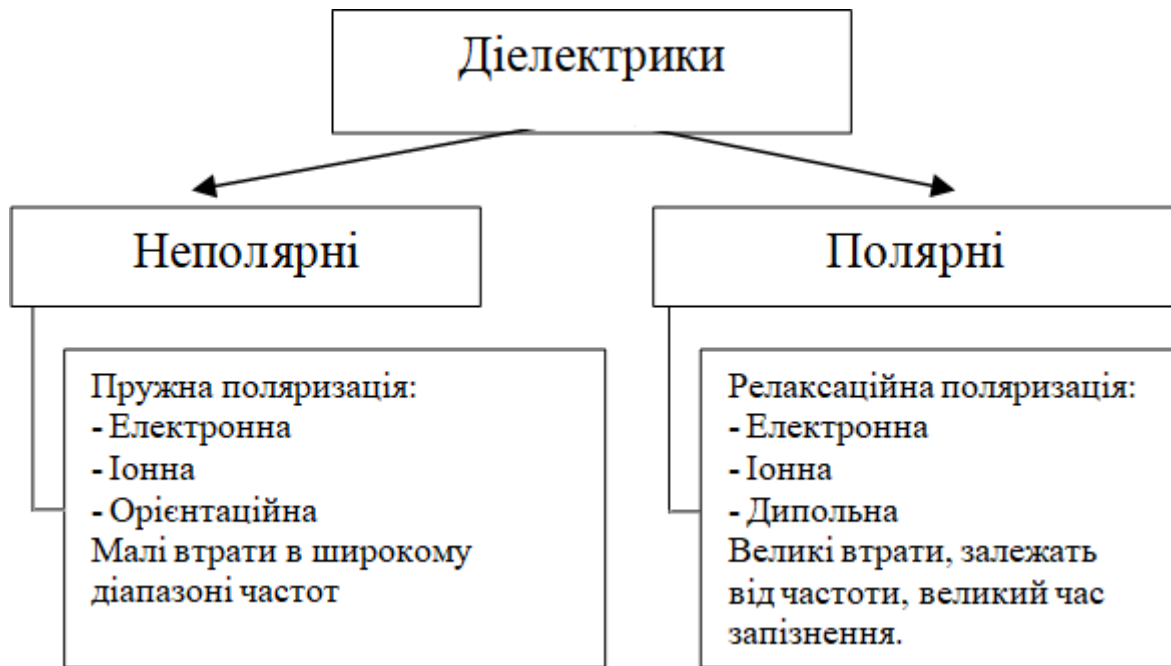 Діелектрики
Неполярні
Полярні
Пружна поляризація:
- Електронна
- Іонна
- Орієнтаційна
Малі втрати в широкому
діапазоні частот
Релаксаційна поляризація:
- Електронна
- Іонна
- Дипольна
Великі втрати, залежать
від частоти, великий час
запізнення.